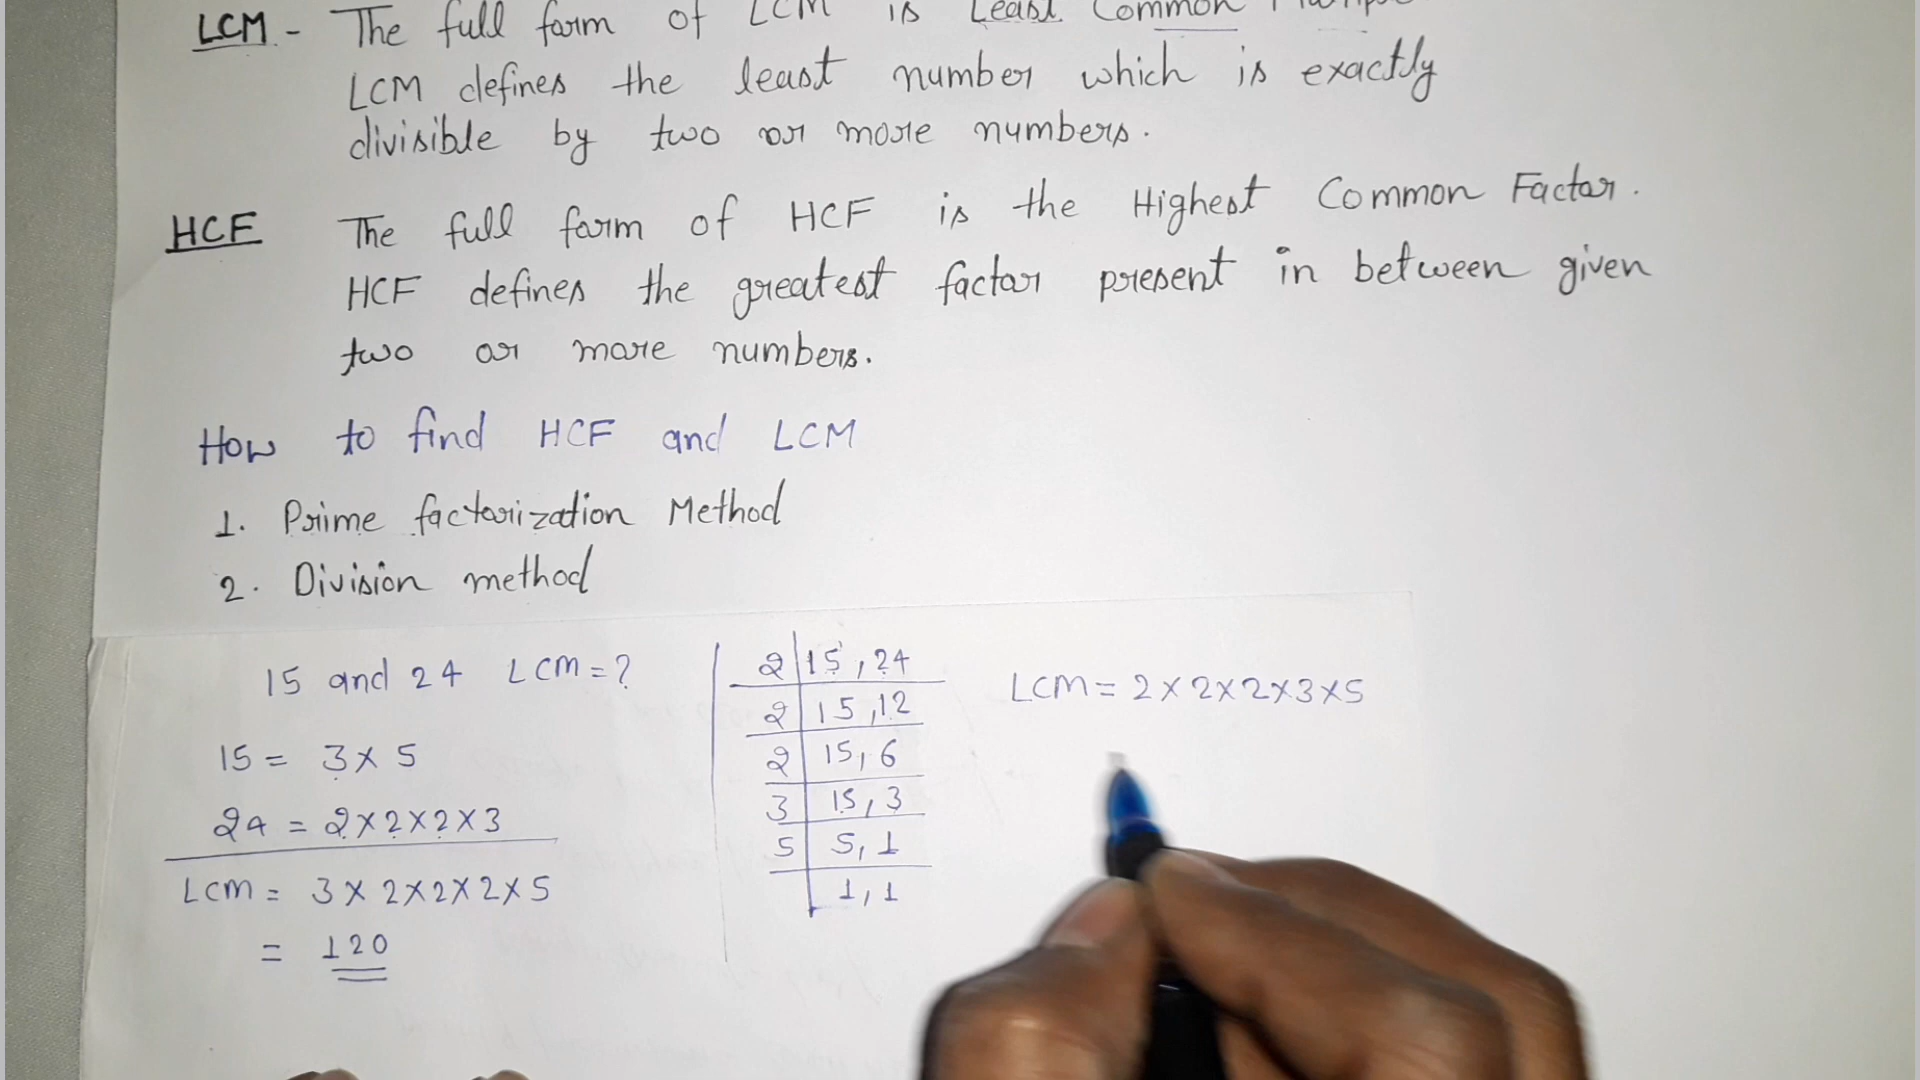 LCM - The full form of LCM is Least Common
LCM defines the least number which is exactly
divisible by two or more numbers.
HCF The full form of HCF is the Highest Common Factor.
HCF defines the greatest factor present in between given
two or more numbers.
How to find HCF and LCM
1. Prime factorization Method
2. Division method
15 and 24 LCM = ?
15 = 3 × 5
24 = 2×2×2×3
LCM = 3×2×2×2×5
= 120
2 | 15, 24
2 | 15, 12
2 | 15, 6
3 | 15, 3
5 | 5, 1
| 1, 1
LCM = 2×2×2×3×5